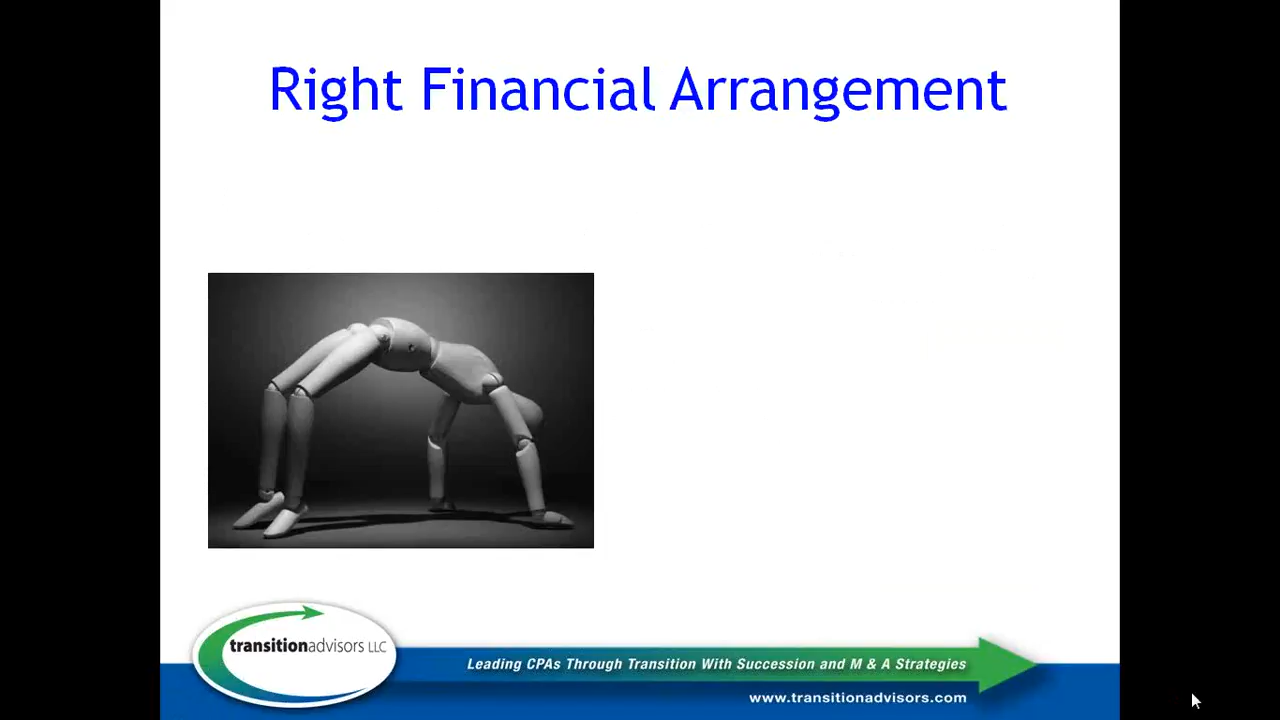 Right Financial Arrangement
transitionadvisors LLC
Leading CPAs Through Transition With Succession and M & A Strategies
www.transitionadvisors.com